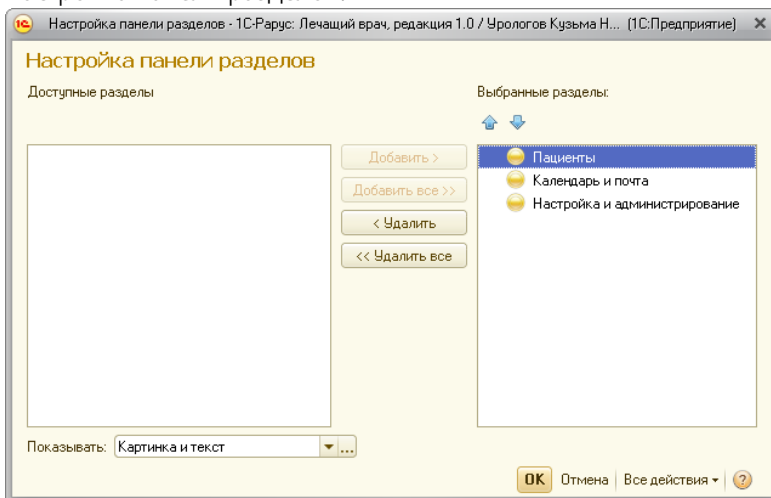 Настройка панели разделов - 1С-Рарус: Лечащий врач, редакция 1.0 / Урологов Кузьма Н... (1С:Предприятие)
Настройка панели разделов
Доступные разделы
Выбранные разделы:
Добавить >
Добавить все >>
< Удалить
<< Удалить все
Пациенты
Календарь и почта
Настройка и администрирование
Показывать: Картинка и текст
ОК Отмена Все действия